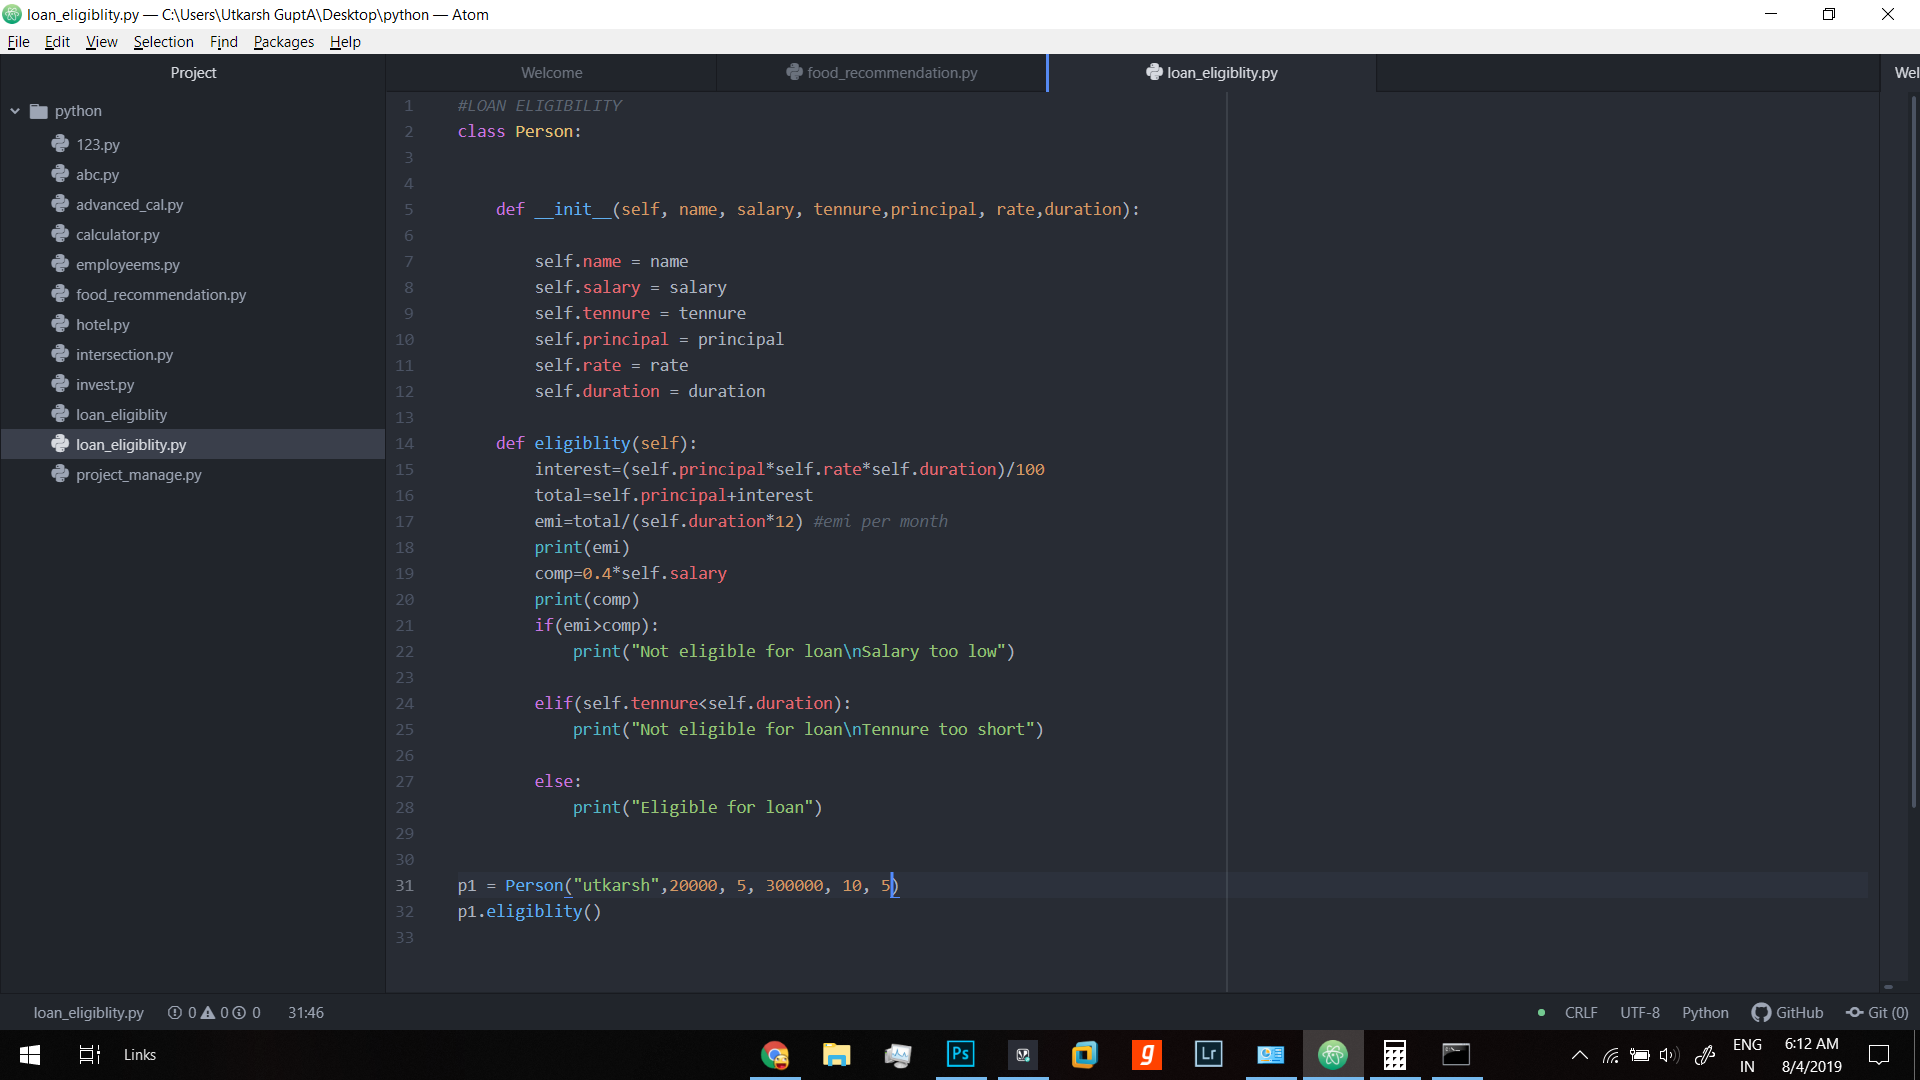 loan_eligiblity.py — C:\Users\Utkarsh GuptA\Desktop\python — Atom
File Edit View Selection Find Packages Help
Project
Welcome
food_recommendation.py
loan_eligiblity.py
Wel
python
123.py
abc.py
advanced_cal.py
calculator.py
employeems.py
food_recommendation.py
hotel.py
intersection.py
invest.py
loan_eligiblity
loan_eligiblity.py
project_manage.py
1 #LOAN ELIGIBILITY
2 class Person:
3
4
5 def __init__(self, name, salary, tennure,principal, rate,duration):
6
7 self.name = name
8 self.salary = salary
9 self.tennure = tennure
10 self.principal = principal
11 self.rate = rate
12 self.duration = duration
13
14 def eligiblity(self):
15 interest=(self.principal*self.rate*self.duration)/100
16 total=self.principal+interest
17 emi=total/(self.duration*12) #emi per month
18 print(emi)
19 comp=0.4*self.salary
20 print(comp)
21 if(emi>comp):
22 print("Not eligible for loan\nSalary too low")
23
24 elif(self.tennure<self.duration):
25 print("Not eligible for loan\nTennure too short")
26
27 else:
28 print("Eligible for loan")
29
30
31 p1 = Person("utkarsh",20000, 5, 300000, 10, 5)
32 p1.eligiblity()
33
loan_eligiblity.py 0 0 0 31:46
CRLF UTF-8 Python GitHub Git (0)
Links
Ps
g
Lr
ENG
IN
6:12 AM
8/4/2019